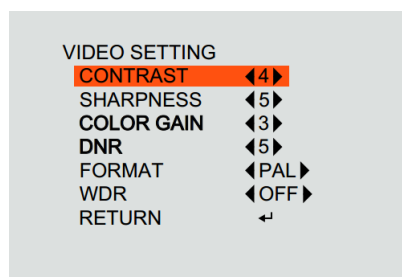 VIDEO SETTING
CONTRAST ◀4▶
SHARPNESS ◀5▶
COLOR GAIN ◀3▶
DNR ◀5▶
FORMAT ◀PAL▶
WDR ◀OFF▶
RETURN ↵